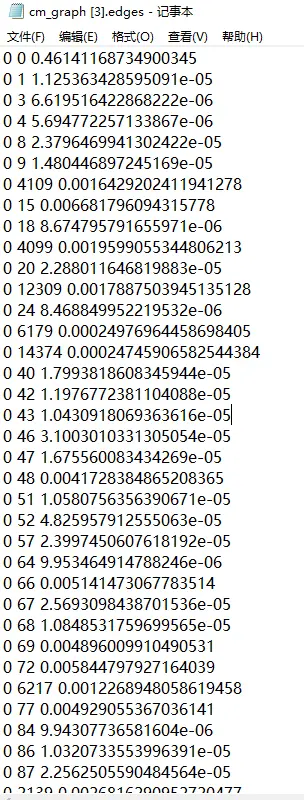 cm_graph [3].edges - 记事本
文件(F) 编辑(E) 格式(O) 查看(V) 帮助(H)
0 0 0.46141168734900345
0 1 1.125363428595091e-05
0 3 6.619516422868222e-06
0 4 5.694772257133867e-06
0 8 2.3796469941302422e-05
0 9 1.480446897245169e-05
0 4109 0.0016429202411941278
0 15 0.006681796094315778
0 18 8.674795791655971e-06
0 4099 0.0019599055344806213
0 20 2.288011646819883e-05
0 12309 0.0017887503945135128
0 24 8.468849952219532e-06
0 6179 0.00024976964458698405
0 14374 0.00024745906582544384
0 40 1.7993818608345944e-05
0 42 1.1976772381104088e-05
0 43 1.0430918069363616e-05
0 46 3.1003010331305054e-05
0 47 1.675560083434269e-05
0 48 0.0041728384865208365
0 51 1.0580756356390671e-05
0 52 4.825957912555063e-05
0 57 2.3997450607618192e-05
0 64 9.953464914788246e-06
0 66 0.005141473067783514
0 67 2.5693098438701536e-05
0 68 1.0848531759699565e-05
0 69 0.004896009910490531
0 72 0.005844797927164039
0 6217 0.0012268948058619458
0 77 0.004929055367036141
0 84 9.94307736581604e-06
0 86 1.0320733553996391e-05
0 87 2.2562505590484564e-05
0 2139 0.0026816290952720477